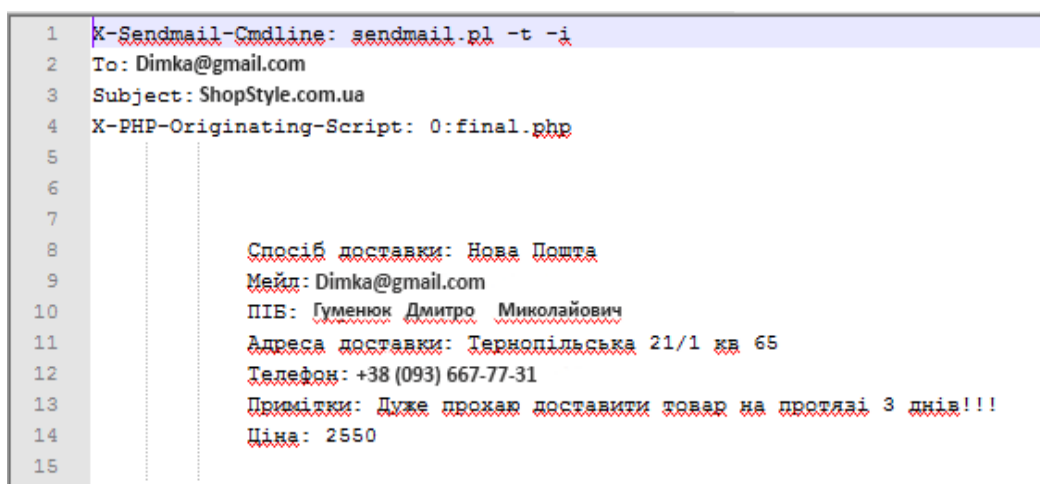 1 X-Sendmail-Cmdline: sendmail.pl -t -i
2 To: Dimka@gmail.com
3 Subject: ShopStyle.com.ua
4 X-PHP-Originating-Script: 0:final.php
5
6
7
8 Спосіб доставки: Нова Пошта
9 Мейл: Dimka@gmail.com
10 ПІБ: Гуменюк Дмитро Миколайович
11 Адреса доставки: Тернопільська 21/1 кв 65
12 Телефон: +38 (093) 667-77-31
13 Примітки: Дуже прохаю доставити товар на протязі 3 днів!!!
14 Ціна: 2550
15